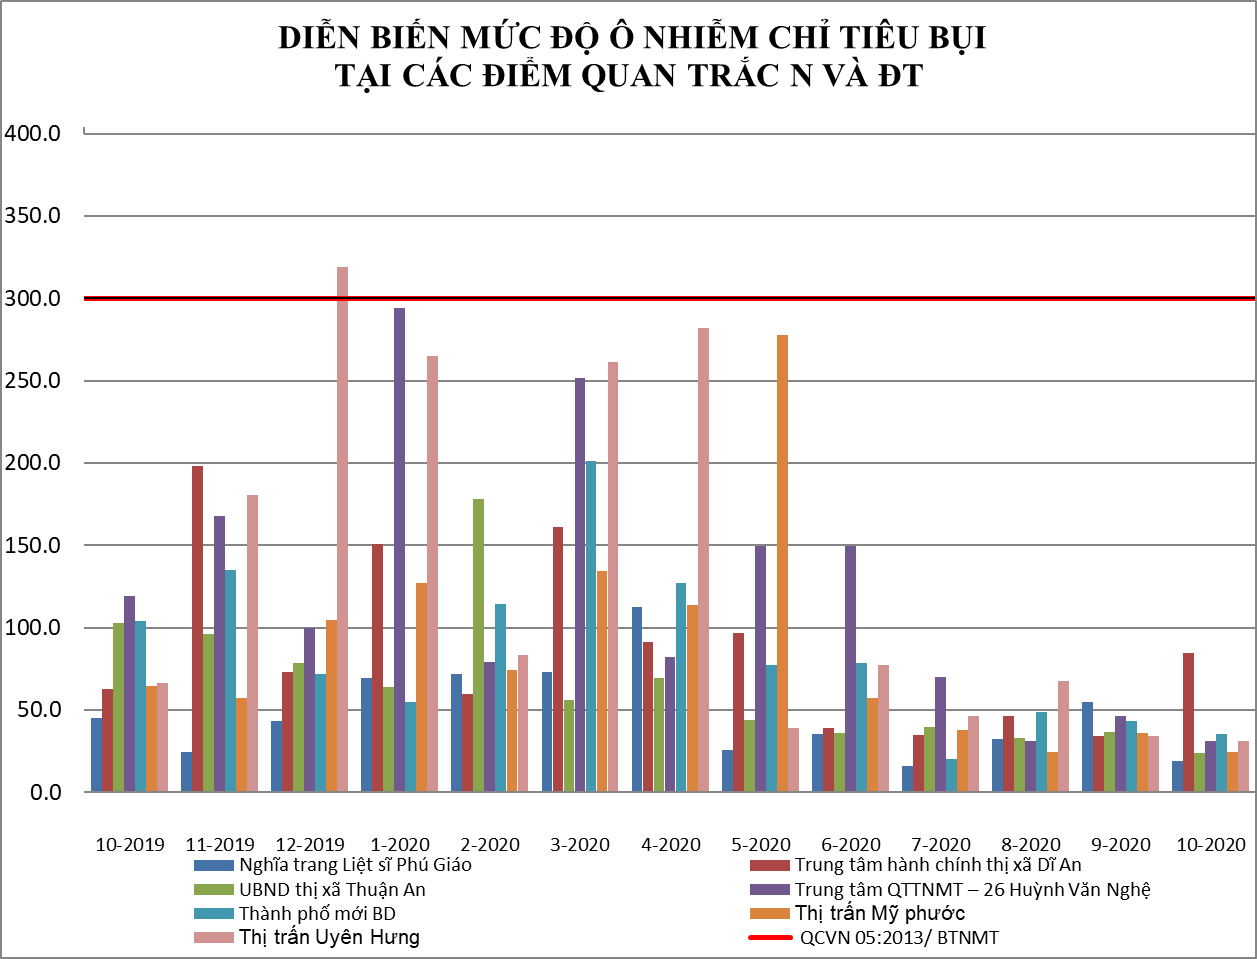 DIỄN BIẾN MỨC ĐỘ Ô NHIỄM CHỈ TIÊU BỤI
TẠI CÁC ĐIỂM QUAN TRẮC N VÀ ĐT
400.0
350.0
300.0
250.0
200.0
150.0
100.0
50.0
0.0
10-2019 11-2019 12-2019 1-2020 2-2020 3-2020 4-2020 5-2020 6-2020 7-2020 8-2020 9-2020 10-2020
Nghĩa trang Liệt sĩ Phú Giáo Trung tâm hành chính thị xã Dĩ An
UBND thị xã Thuận An Trung tâm QTTNMT – 26 Huỳnh Văn Nghệ
Thành phố mới BD Thị trấn Mỹ phước
Thị trấn Uyên Hưng QCVN 05:2013/ BTNMT